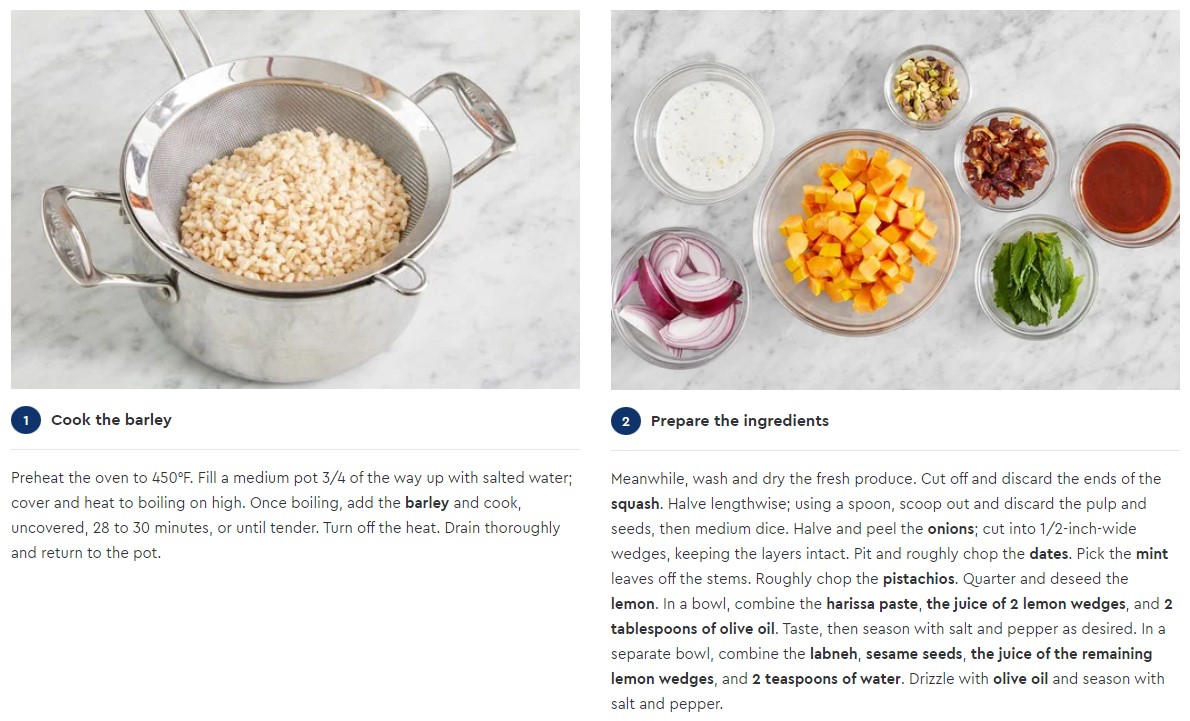 1 Cook the barley
Preheat the oven to 450°F. Fill a medium pot 3/4 of the way up with salted water;
cover and heat to boiling on high. Once boiling, add the barley and cook,
uncovered, 28 to 30 minutes, or until tender. Turn off the heat. Drain thoroughly
and return to the pot.
2 Prepare the ingredients
Meanwhile, wash and dry the fresh produce. Cut off and discard the ends of the
squash. Halve lengthwise; using a spoon, scoop out and discard the pulp and
seeds, then medium dice. Halve and peel the onions; cut into 1/2-inch-wide
wedges, keeping the layers intact. Pit and roughly chop the dates. Pick the mint
leaves off the stems. Roughly chop the pistachios. Quarter and deseed the
lemon. In a bowl, combine the harissa paste, the juice of 2 lemon wedges, and 2
tablespoons of olive oil. Taste, then season with salt and pepper as desired. In a
separate bowl, combine the labneh, sesame seeds, the juice of the remaining
lemon wedges, and 2 teaspoons of water. Drizzle with olive oil and season with
salt and pepper.